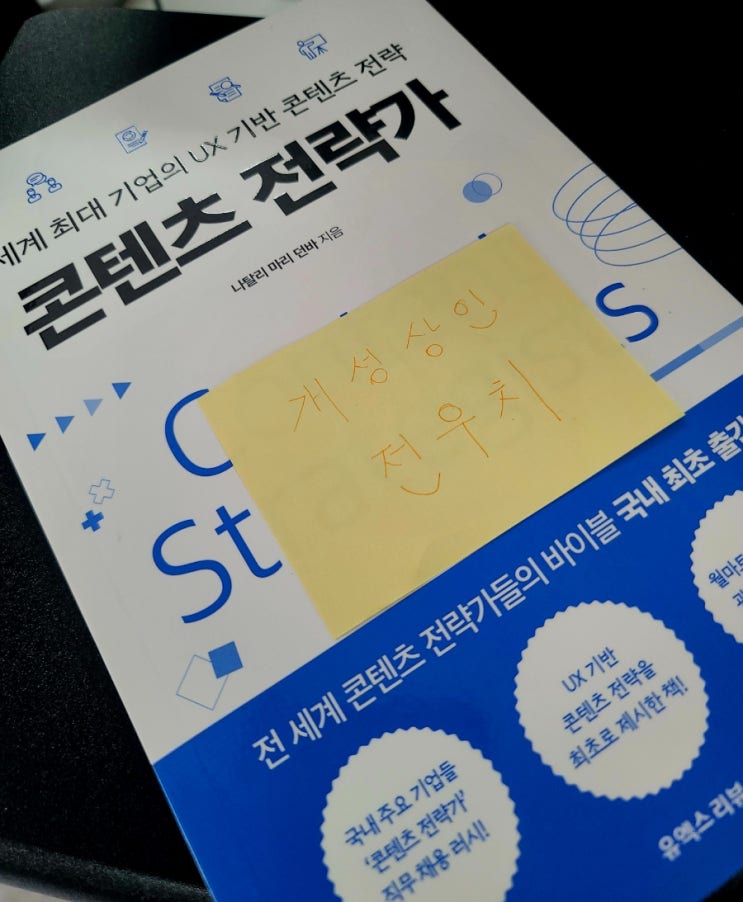 세계 최대 기업의 UX 기반 콘텐츠 전략
콘텐츠 전략가
나탈리 마리 던바 지음
개성상인
전우치
C
s
St
전 세계 콘텐츠 전략가들의 바이블 국내 최초 출간
월마트
UX 기반
콘텐츠 전략을
최초로 제시한 책!
국내 주요 기업들
'콘텐츠 전략가'
직무 채용 러시!
유엑스 리뷰